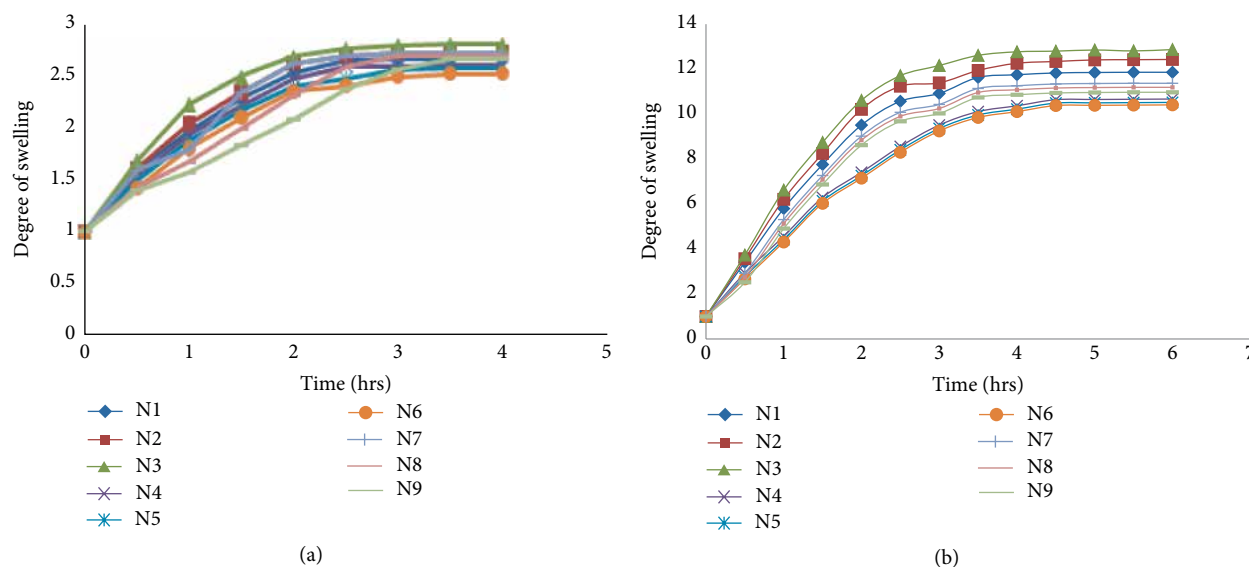 3
2.5
2
1.5
1
0.5
0
Degree of swelling
0 1 2 3 4 5
Time (hrs)
N1
N2
N3
N4
N5
N6
N7
N8
N9
(a)
14
12
10
8
6
4
2
0
Degree of swelling
0 1 2 3 4 5 6 7
Time (hrs)
N1
N2
N3
N4
N5
N6
N7
N8
N9
(b)